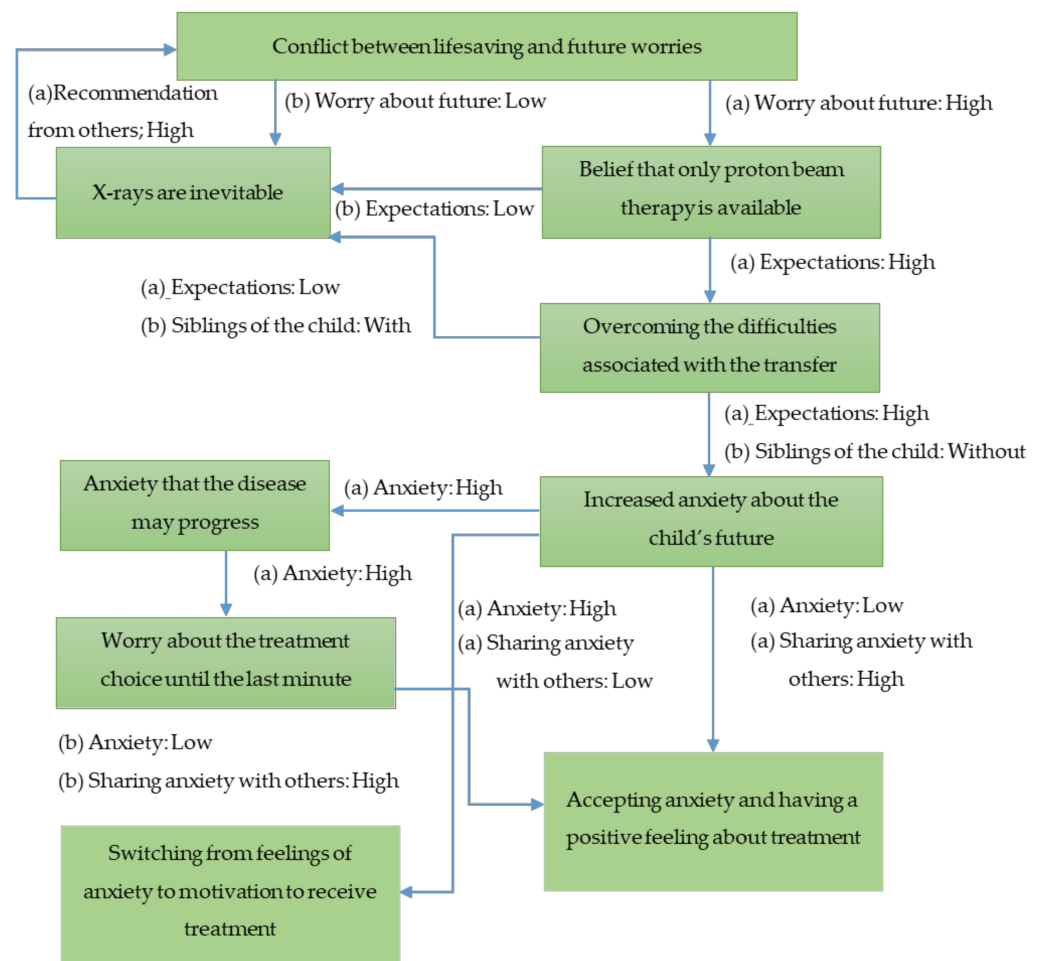 Conflict between lifesaving and future worries
(a)Recommendation
from others; High
(b) Worry about future: Low
(a) Worry about future: High
X-rays are inevitable
Belief that only proton beam
therapy is available
(b) Expectations: Low
(a) Expectations: High
(a) Expectations: Low
(b) Siblings of the child: With
Overcoming the difficulties
associated with the transfer
(a) Expectations: High
(b) Siblings of the child: Without
Anxiety that the disease
may progress
(a) Anxiety: High
Increased anxiety about the
child's future
(a) Anxiety: High
Worry about the treatment
choice until the last minute
(a) Anxiety: High
(a) Sharing anxiety
with others: Low
(a) Anxiety: Low
(a) Sharing anxiety with
others: High
(b) Anxiety: Low
(b) Sharing anxiety with others: High
Accepting anxiety and having a
positive feeling about treatment
Switching from feelings of
anxiety to motivation to receive
treatment